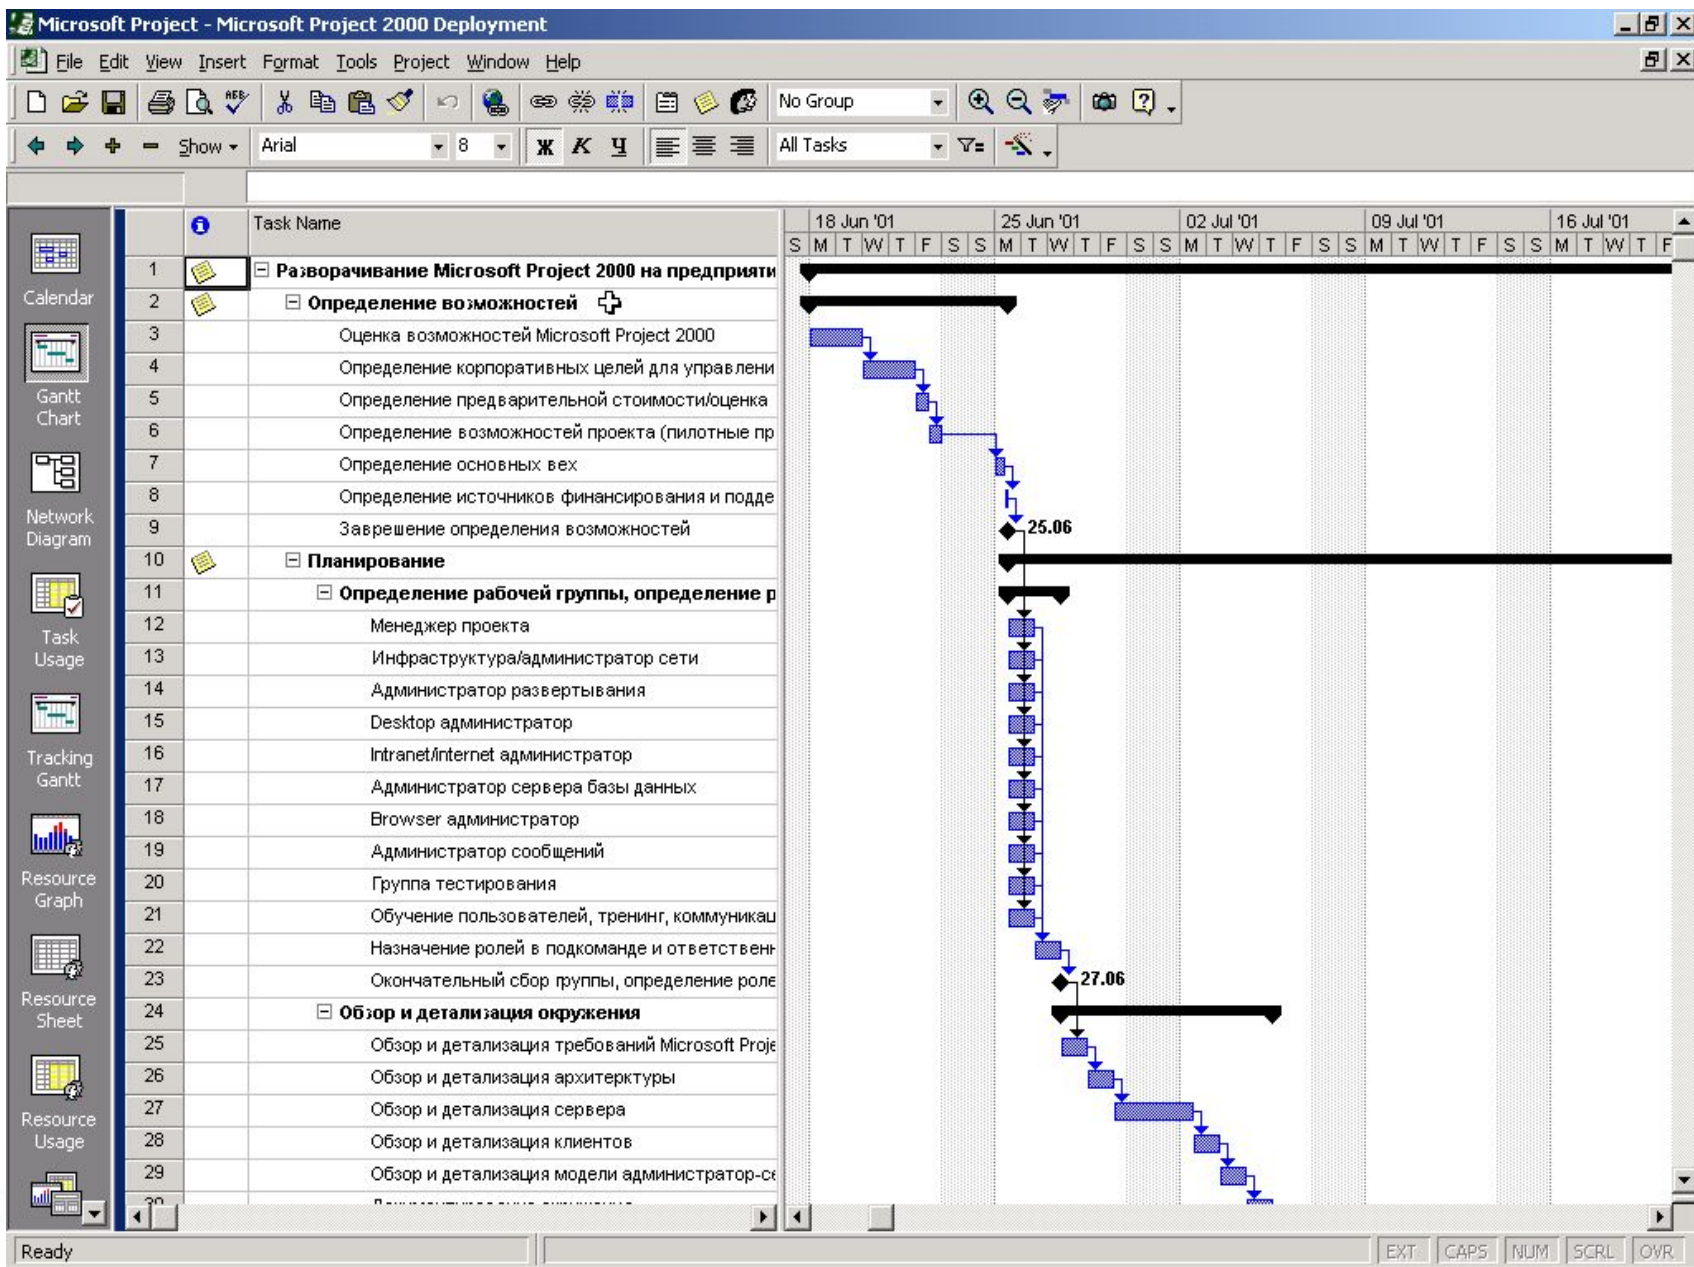 Microsoft Project - Microsoft Project 2000 Deployment
File Edit View Insert Format Tools Project Window Help
No Group
Show Arial 8 Ж К Ч All Tasks
Task Name
18 Jun '01 25 Jun '01 02 Jul '01 09 Jul '01 16 Jul '01
S M T W T F S S M T W T F S S M T W T F S S M T W T F S S M T W T F
1 Разворачивание Microsoft Project 2000 на предприяти
2 Определение возможностей
3 Оценка возможностей Microsoft Project 2000
4 Определение корпоративных целей для управлени
5 Определение предварительной стоимости/оценка
6 Определение возможностей проекта (пилотные пр
7 Определение основных вех
8 Определение источников финансирования и подде
9 Заврешение определения возможностей 25.06
10 Планирование
11 Определение рабочей группы, определение р
12 Менеджер проекта
13 Инфраструктура/администратор сети
14 Администратор развертывания
15 Desktop администратор
16 Intranet/internet администратор
17 Администратор сервера базы данных
18 Browser администратор
19 Администратор сообщений
20 Группа тестирования
21 Обучение пользователей, тренинг, коммуникац
22 Назначение ролей в подкоманде и ответственн
23 Окончательный сбор группы, определение роле 27.06
24 Обзор и детализация окружения
25 Обзор и детализация требований Microsoft Proje
26 Обзор и детализация архитерктуры
27 Обзор и детализация сервера
28 Обзор и детализация клиентов
29 Обзор и детализация модели администратор-се
Calendar
Gantt
Chart
Network
Diagram
Task
Usage
Tracking
Gantt
Resource
Graph
Resource
Sheet
Resource
Usage
Ready EXT CAPS NUM SCRL OVR